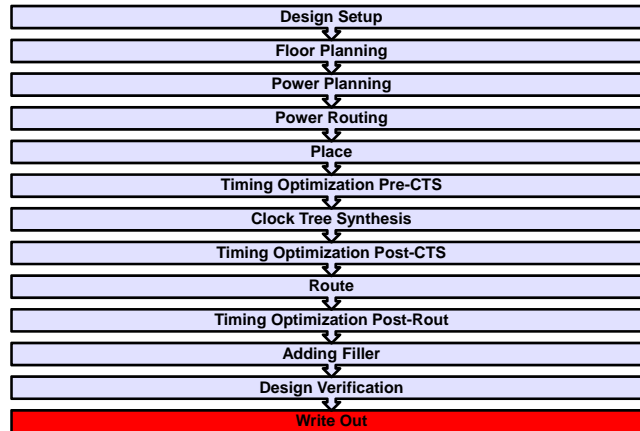 Design Setup
Floor Planning
Power Planning
Power Routing
Place
Timing Optimization Pre-CTS
Clock Tree Synthesis
Timing Optimization Post-CTS
Route
Timing Optimization Post-Rout
Adding Filler
Design Verification
Write Out